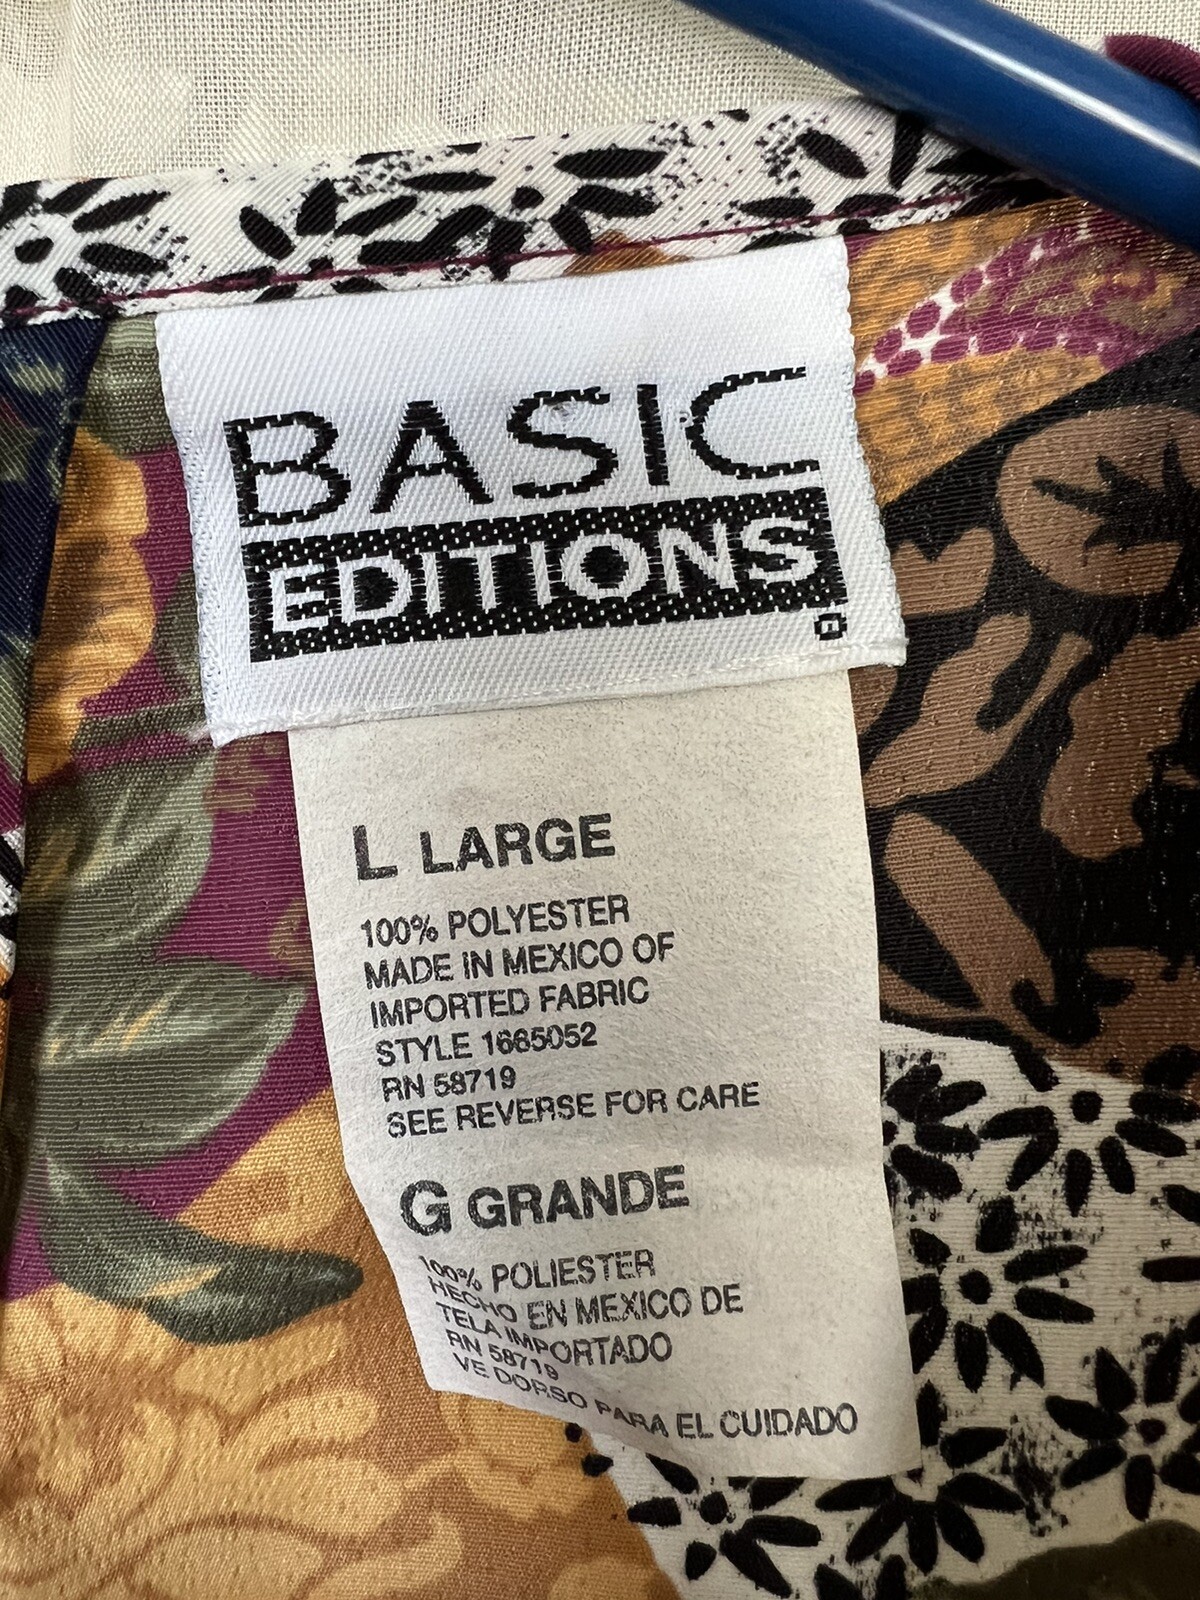 BASIC
EDITIONS®
L LARGE
100% POLYESTER
MADE IN MEXICO OF
IMPORTED FABRIC
STYLE 1665052
RN 58719
SEE REVERSE FOR CARE
G GRANDE
100% POLIESTER
HECHO EN MEXICO DE
TELA IMPORTADO
RN 58719
VE DORSO PARA EL CUIDADO